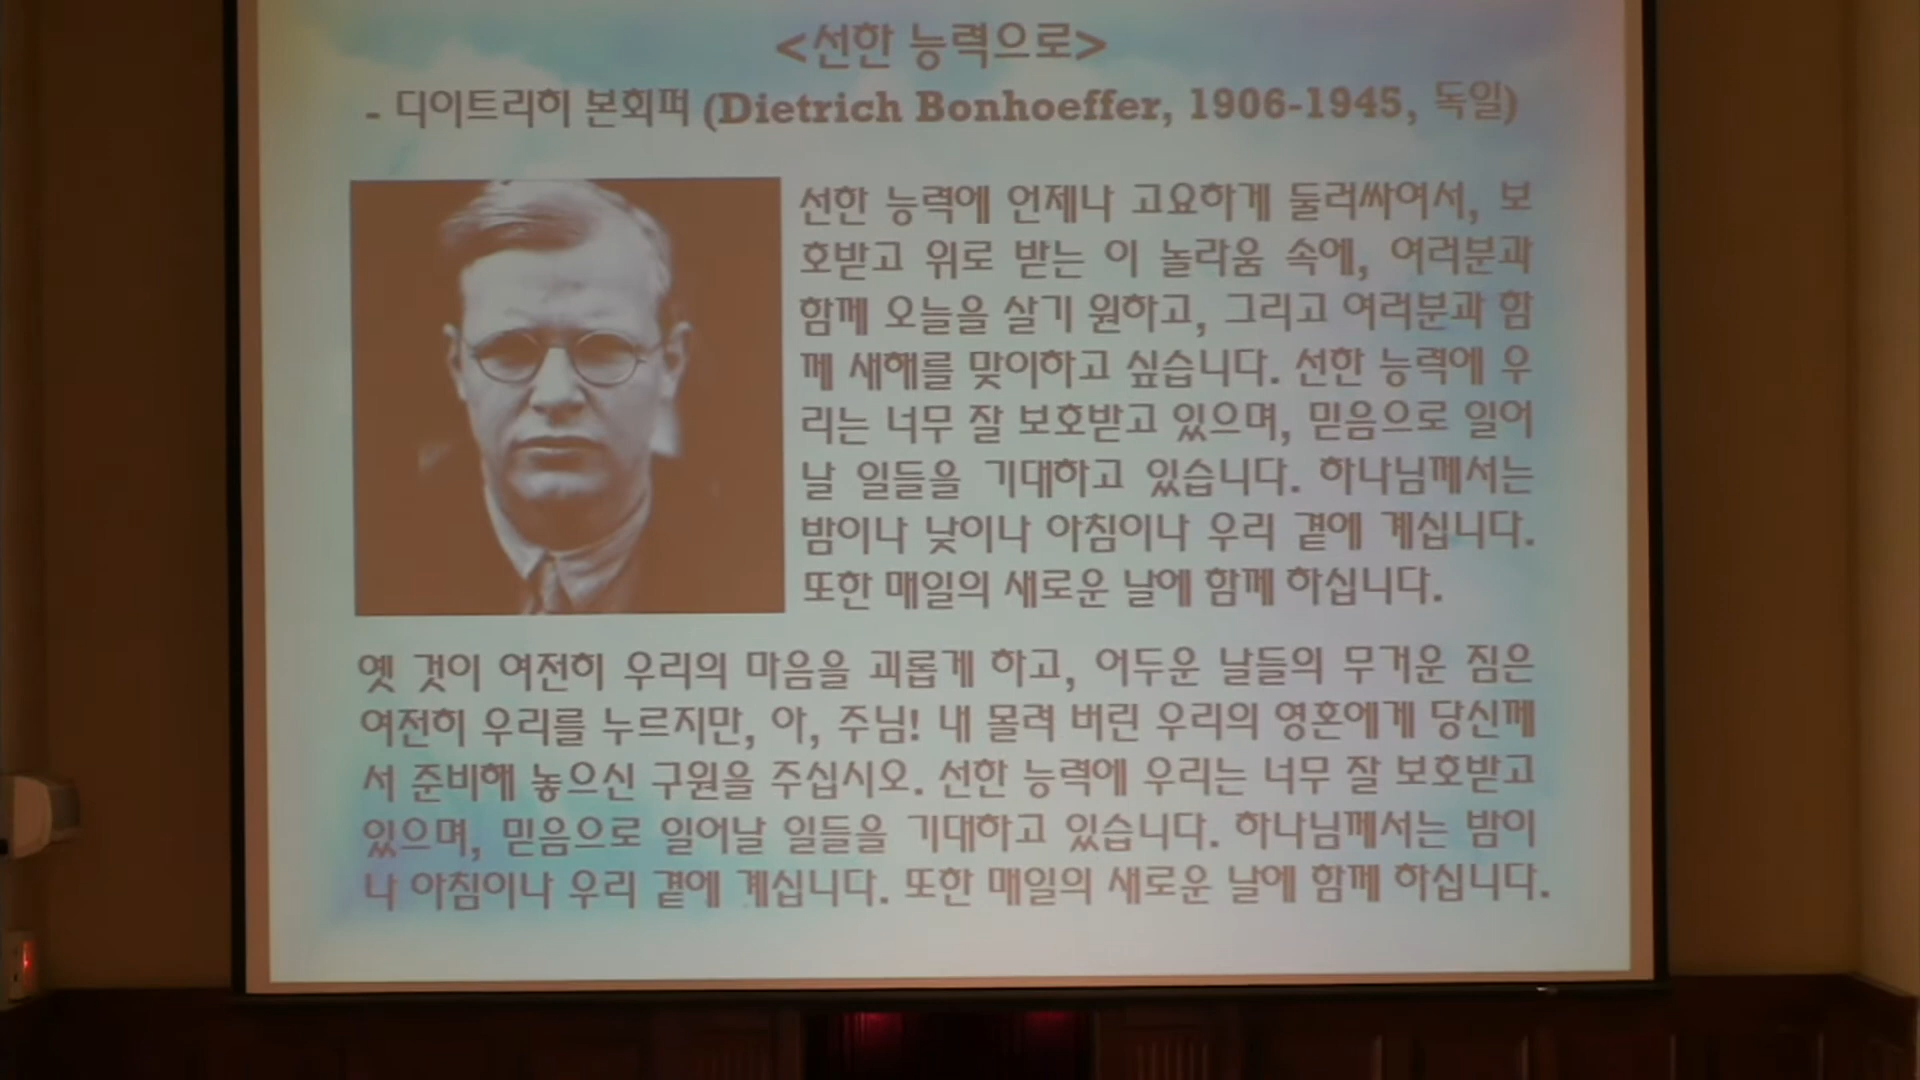 <선한 능력으로>
- 디이트리히 본회퍼 (Dietrich Bonhoeffer, 1906-1945, 독일)
선한 능력에 언제나 고요하게 둘러싸여서, 보
호받고 위로 받는 이 놀라움 속에, 여러분과
함께 오늘을 살기 원하고, 그리고 여러분과 함
께 새해를 맞이하고 싶습니다. 선한 능력에 우
리는 너무 잘 보호받고 있으며, 믿음으로 일어
날 일들을 기대하고 있습니다. 하나님께서는
밤이나 낮이나 아침이나 우리 곁에 계십니다.
또한 매일의 새로운 날에 함께 하십니다.
옛 것이 여전히 우리의 마음을 괴롭게 하고, 어두운 날들의 무거운 짐은
여전히 우리를 누르지만, 아, 주님! 내 몰려 버린 우리의 영혼에게 당신께
서 준비해 놓으신 구원을 주십시오. 선한 능력에 우리는 너무 잘 보호받고
있으며, 믿음으로 일어날 일들을 기대하고 있습니다. 하나님께서는 밤이
나 아침이나 우리 곁에 계십니다. 또한 매일의 새로운 날에 함께 하십니다.